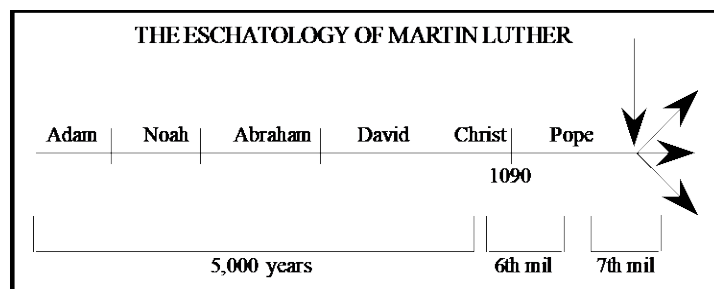 THE ESCHATOLOGY OF MARTIN LUTHER
Adam Noah Abraham David Christ Pope
1090
5,000 years 6th mil 7th mil